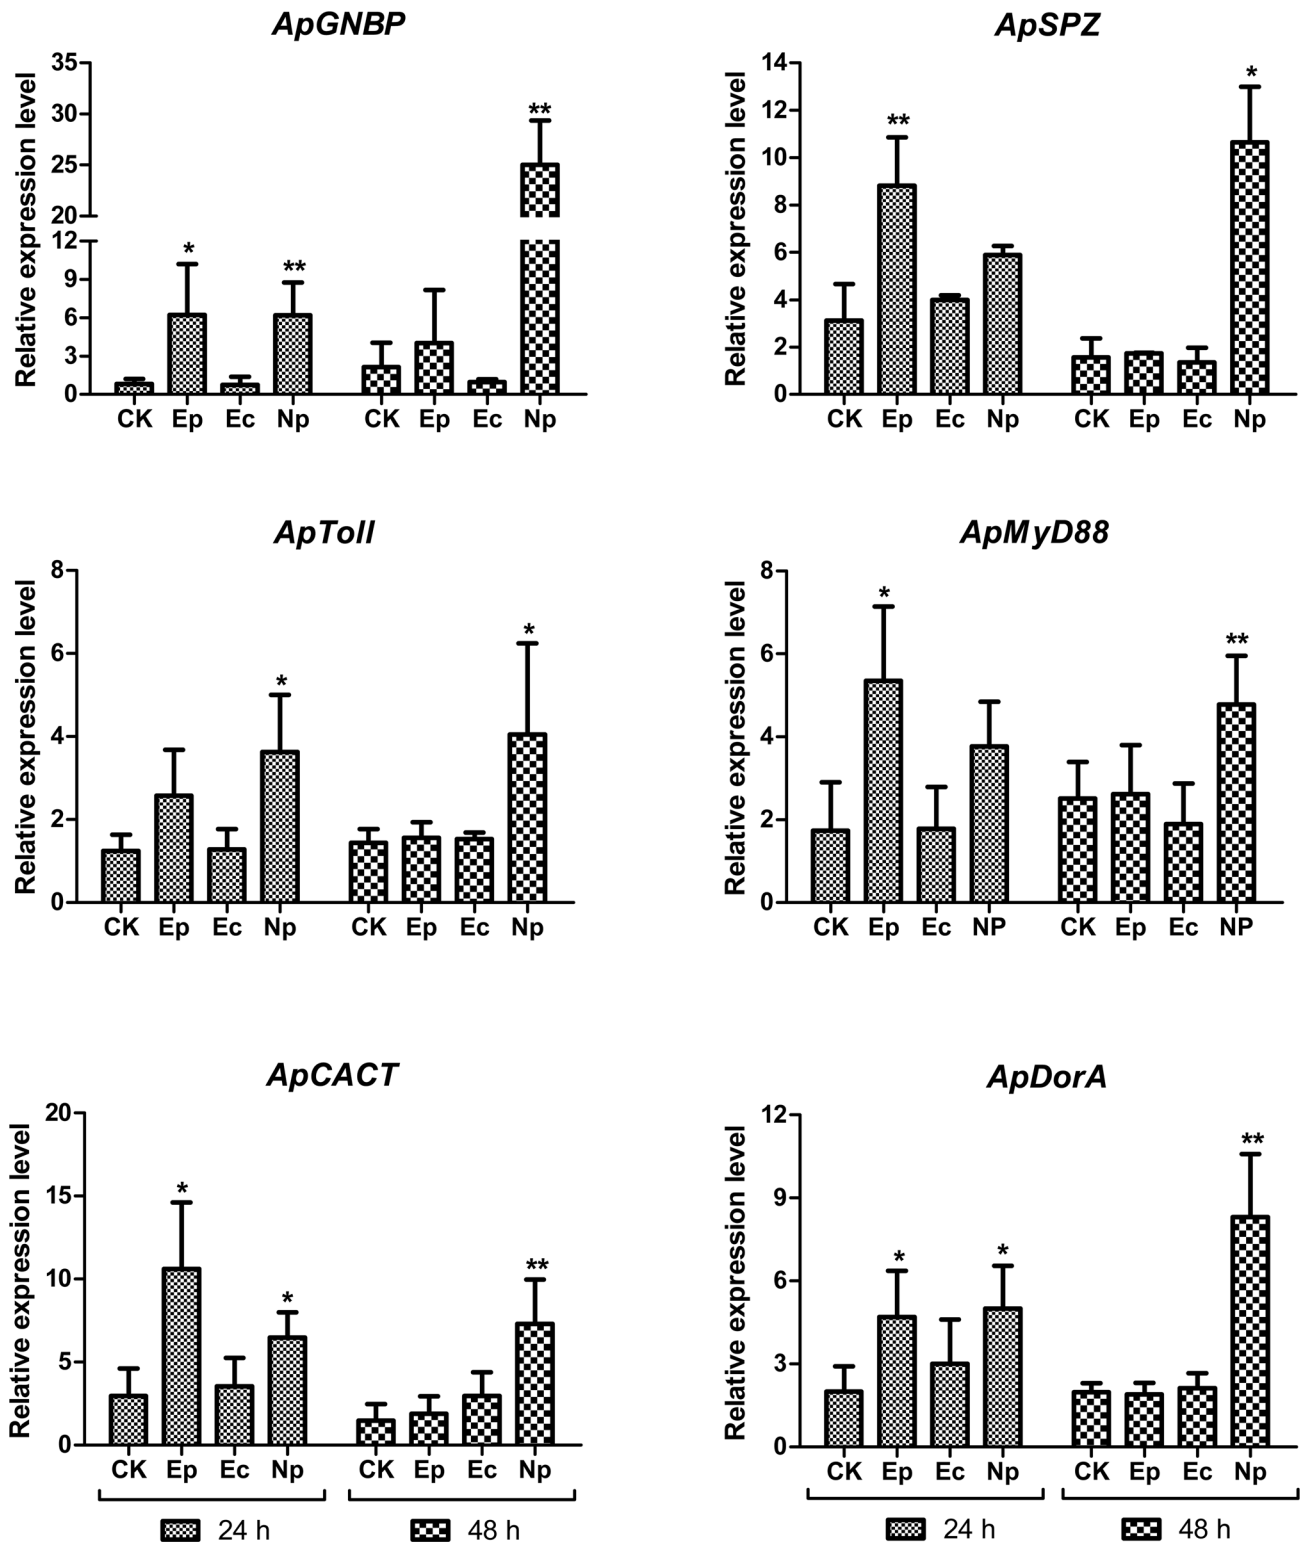 ApGNBP
Relative expression level
35
30
25
20
12
9
6
3
0
*
**
**
CK Ep Ec Np CK Ep Ec Np
ApSPZ
Relative expression level
14
12
10
8
6
4
2
0
**
*
CK Ep Ec Np CK Ep Ec Np
ApToll
Relative expression level
8
6
4
2
0
*
*
CK Ep Ec Np CK Ep Ec Np
ApMyD88
Relative expression level
8
6
4
2
0
*
**
CK Ep Ec NP CK Ep Ec NP
ApCACT
Relative expression level
20
15
10
5
0
*
*
**
CK Ep Ec Np CK Ep Ec Np
24 h 48 h
ApDorA
Relative expression level
12
9
6
3
0
*
*
**
CK Ep Ec Np CK Ep Ec Np
24 h 48 h